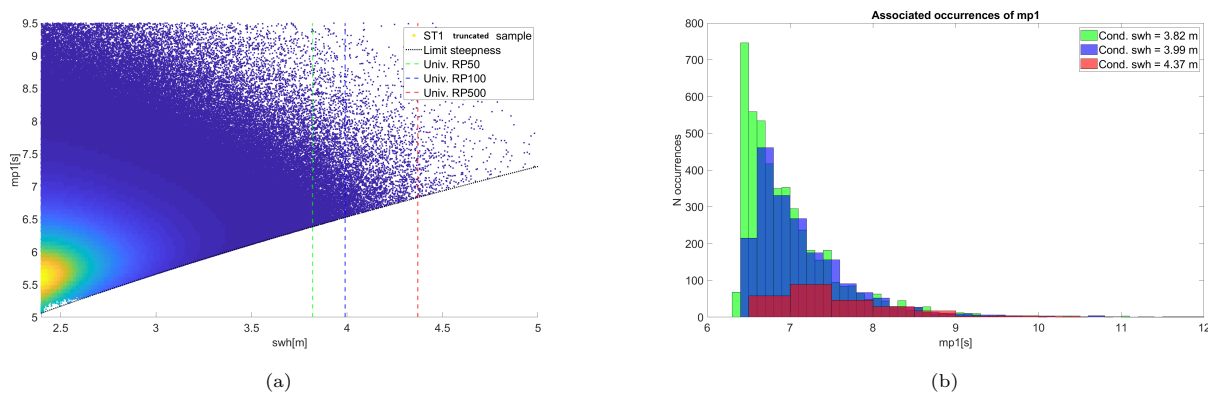 9.5
9
8.5
8
7.5
7
6.5
6
5.5
5
mp1[s]
2.5
3
3.5
4
4.5
5
swh[m]
ST1 truncated sample
Limit steepness
Univ. RP50
Univ. RP100
Univ. RP500
(a)
Associated occurrences of mp1
800
700
600
500
400
300
200
100
0
N occurrences
6
7
8
9
10
11
12
mp1[s]
Cond. swh = 3.82 m
Cond. swh = 3.99 m
Cond. swh = 4.37 m
(b)